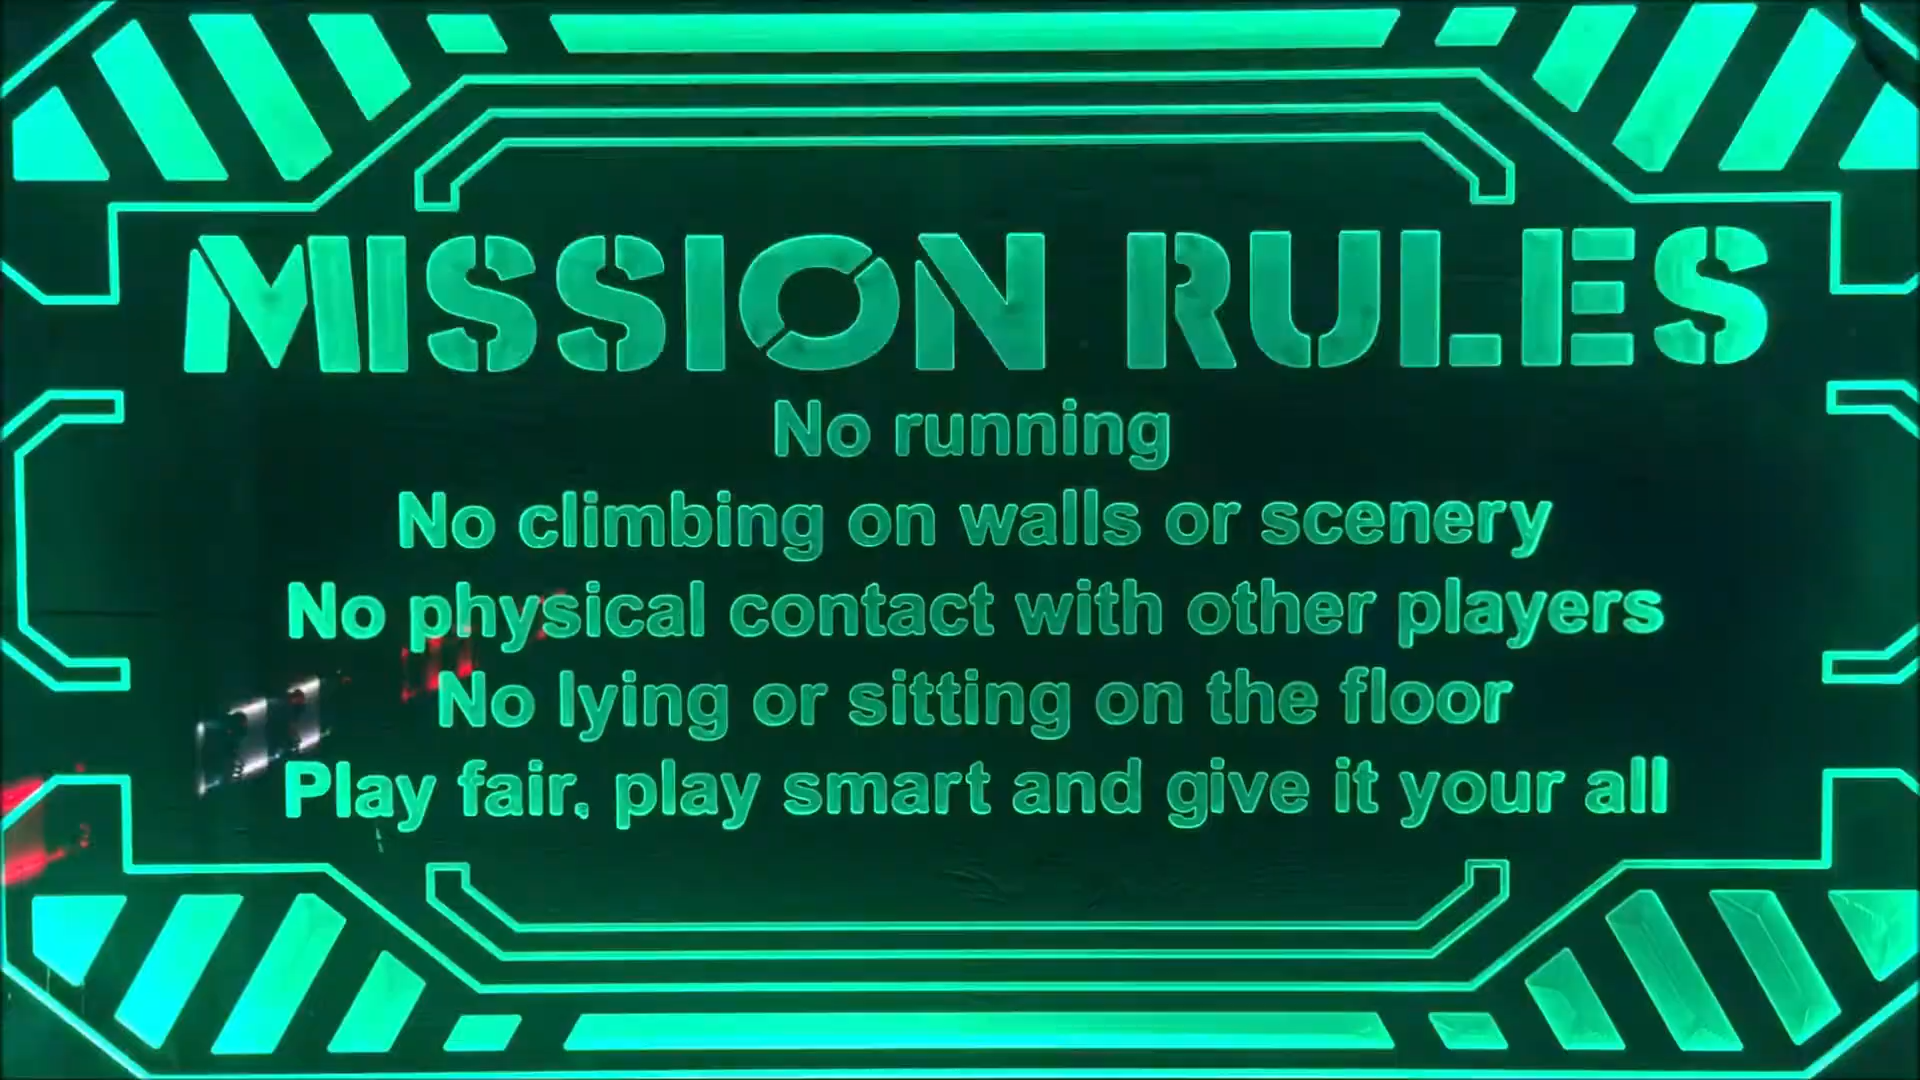 MISSION RULES
No running
No climbing on walls or scenery
No physical contact with other players
No lying or sitting on the floor
Play fair, play smart and give it your all